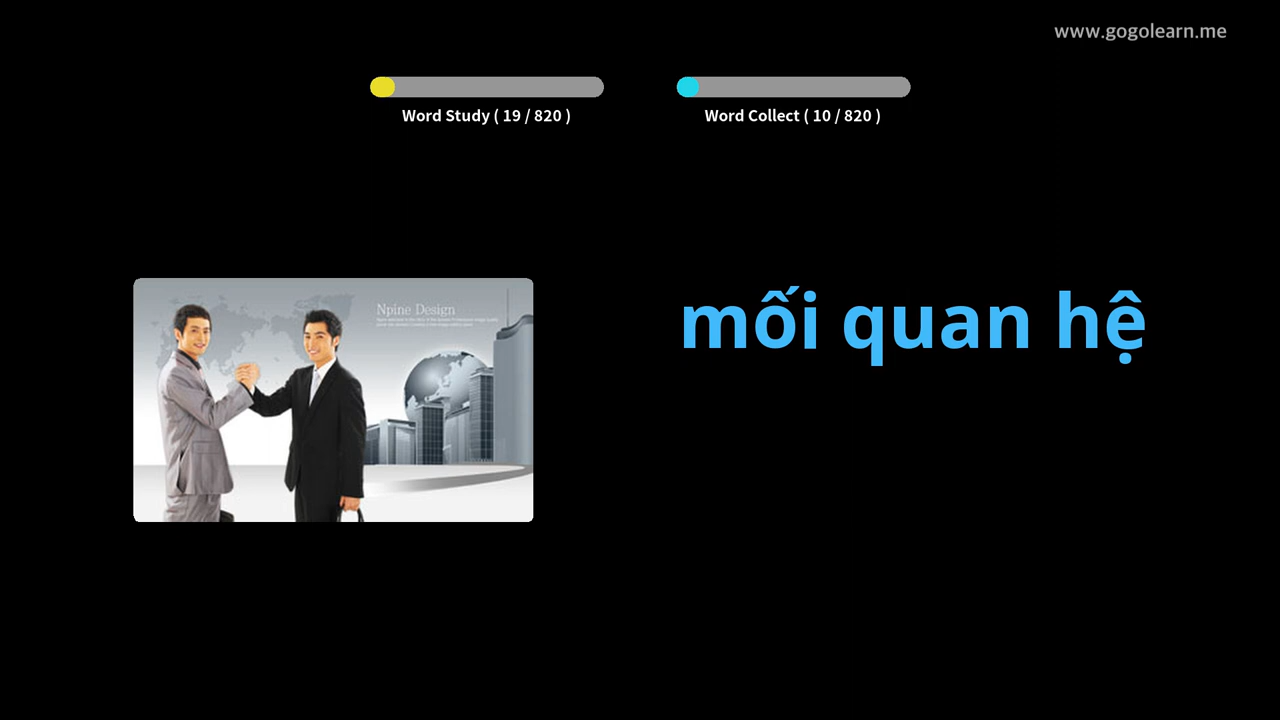 www.gogolearn.me
Word Study ( 19 / 820 )
Word Collect ( 10 / 820 )
Npine Design
mối quan hệ